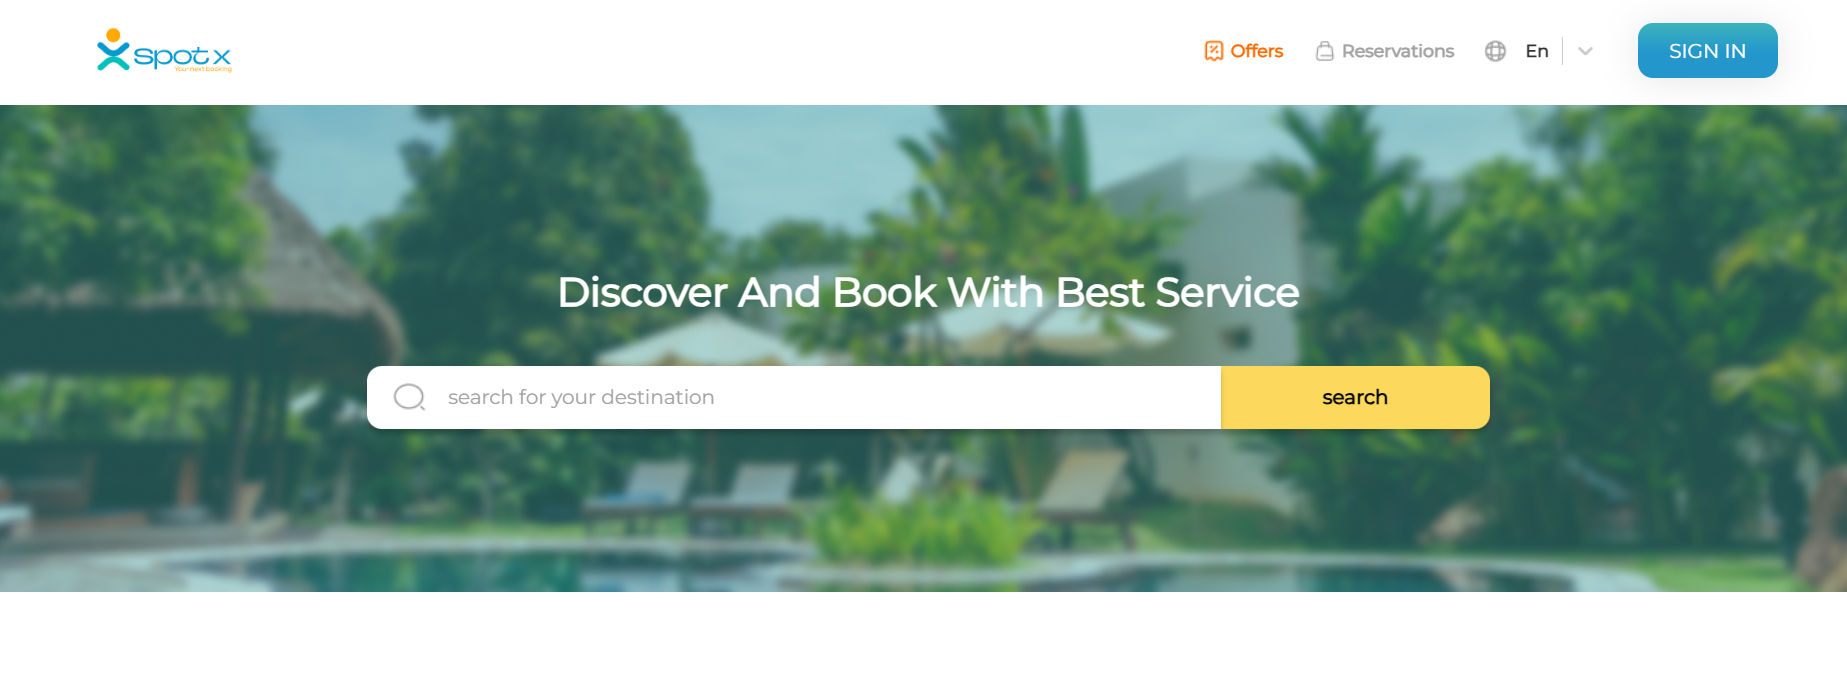 Spotx
Your next booking
Offers
Reservations
En
SIGN IN
Discover And Book With Best Service
search for your destination
search